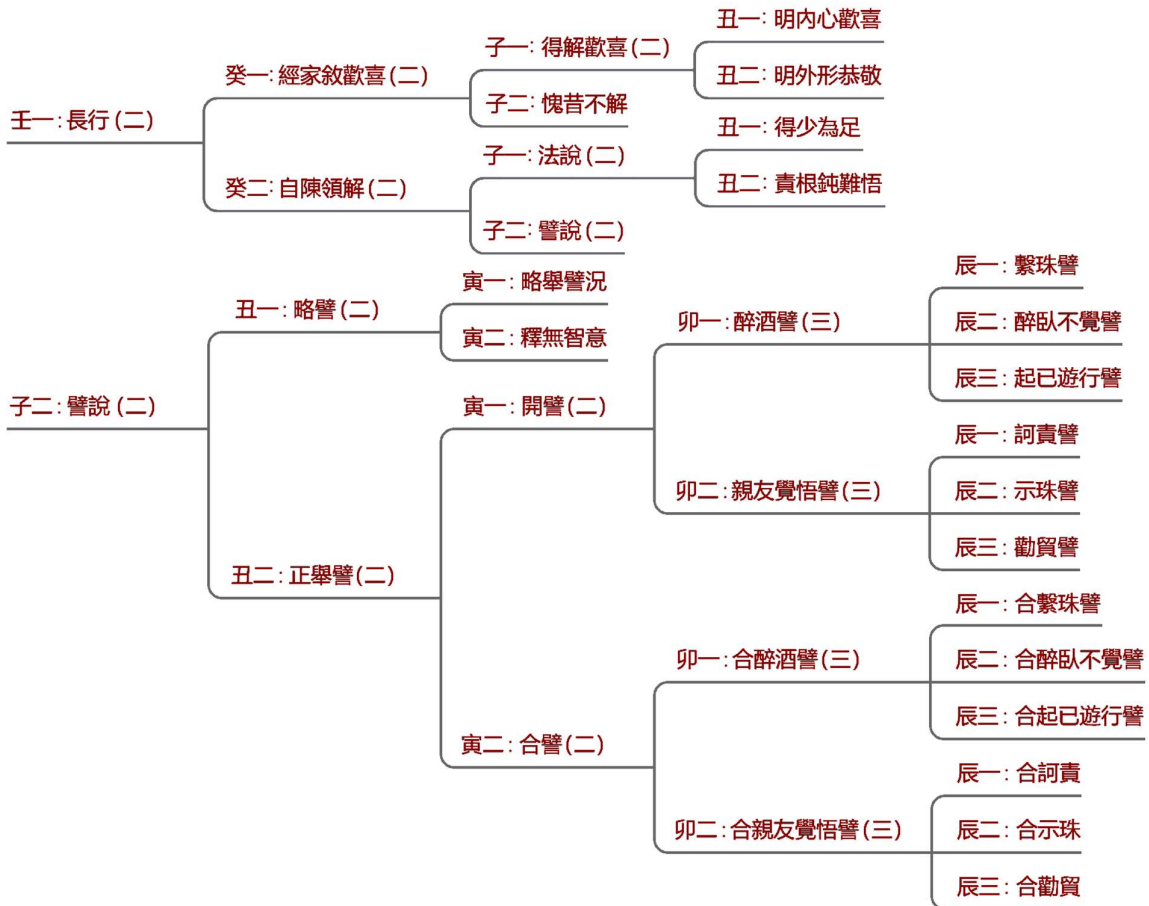 壬一：長行(二)
癸一：經家敘歡喜(二)
子一：得解歡喜(二)
丑一：明內心歡喜
丑二：明外形恭敬
子二：愧昔不解
癸二：自陳領解(二)
子一：法說(二)
丑一：得少為足
丑二：責根鈍難悟
子二：譬說(二)
子二：譬說(二)
丑一：略譬(二)
寅一：略舉譬況
寅二：釋無智意
丑二：正舉譬(二)
寅一：開譬(二)
卯一：醉酒譬(三)
辰一：繫珠譬
辰二：醉臥不覺譬
辰三：起已遊行譬
卯二：親友覺悟譬(三)
辰一：訶責譬
辰二：示珠譬
辰三：勸貿譬
寅二：合譬(二)
卯一：合醉酒譬(三)
辰一：合繫珠譬
辰二：合醉臥不覺譬
辰三：合起已遊行譬
卯二：合親友覺悟譬(三)
辰一：合訶責
辰二：合示珠
辰三：合勸貿